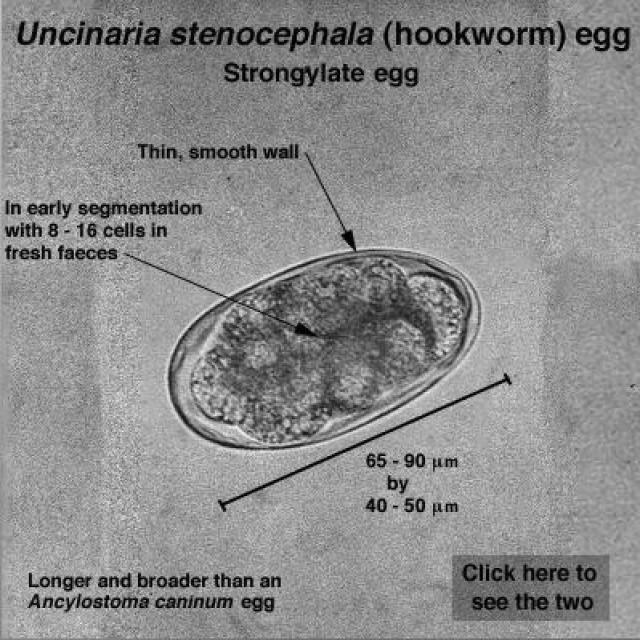 Uncinaria stenocephala (hookworm) egg
Strongylate egg
Thin, smooth wall
In early segmentation
with 8 - 16 cells in
fresh faeces
65 - 90 µm
by
40 - 50 µm
Longer and broader than an
Ancylostoma caninum egg
Click here to
see the two